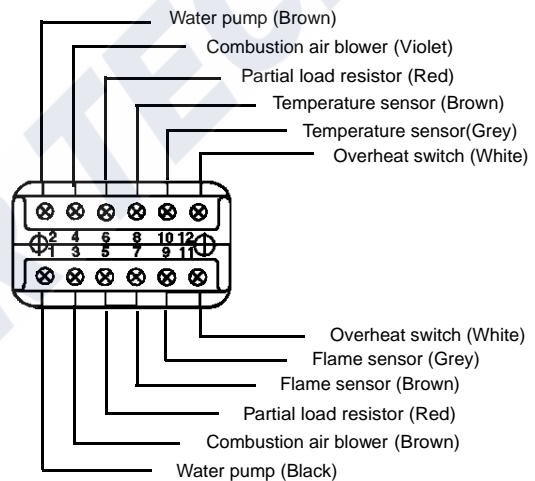 Water pump (Brown)
Combustion air blower (Violet)
Partial load resistor (Red)
Temperature sensor (Brown)
Temperature sensor(Grey)
Overheat switch (White)
2 4 6 8 10 12
1 3 5 7 9 11
Overheat switch (White)
Flame sensor (Grey)
Flame sensor (Brown)
Partial load resistor (Red)
Combustion air blower (Brown)
Water pump (Black)